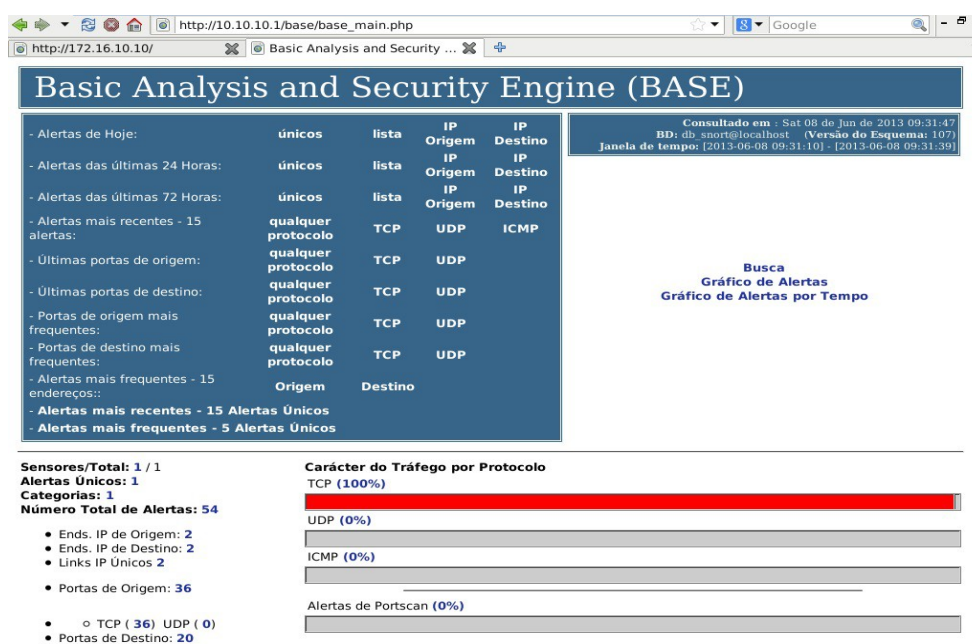 http://10.10.10.1/base/base_main.php
Google
http://172.16.10.10/
Basic Analysis and Security ...
Basic Analysis and Security Engine (BASE)
- Alertas de Hoje: únicos lista IP Origem IP Destino
- Alertas das últimas 24 Horas: únicos lista IP Origem IP Destino
- Alertas das últimas 72 Horas: únicos lista IP Origem IP Destino
- Alertas mais recentes - 15 alertas: qualquer protocolo TCP UDP ICMP
- Últimas portas de origem: qualquer protocolo TCP UDP
- Últimas portas de destino: qualquer protocolo TCP UDP
- Portas de origem mais frequentes: qualquer protocolo TCP UDP
- Portas de destino mais frequentes: qualquer protocolo TCP UDP
- Alertas mais frequentes - 15 endereços:: Origem Destino
- Alertas mais recentes - 15 Alertas Únicos
- Alertas mais frequentes - 5 Alertas Únicos
Consultado em : Sat 08 de Jun de 2013 09:31:47
BD: db_snort@localhost (Versão do Esquema: 107)
Janela de tempo: [2013-06-08 09:31:10] - [2013-06-08 09:31:39]
Busca
Gráfico de Alertas
Gráfico de Alertas por Tempo
Sensores/Total: 1 / 1
Alertas Únicos: 1
Categorias: 1
Número Total de Alertas: 54
Ends. IP de Origem: 2
Ends. IP de Destino: 2
Links IP Únicos 2
Portas de Origem: 36
TCP ( 36) UDP ( 0)
Portas de Destino: 20
Carácter do Tráfego por Protocolo
TCP (100%)
UDP (0%)
ICMP (0%)
Alertas de Portscan (0%)